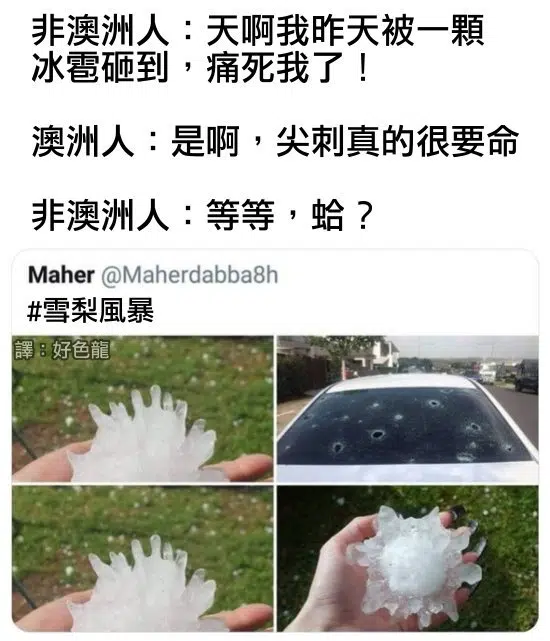 非澳洲人：天啊我昨天被一顆
冰雹砸到，痛死我了！
澳洲人：是啊，尖刺真的很要命
非澳洲人：等等，蛤？
Maher @Maherdabba8h
#雪梨風暴
譯：好色龍